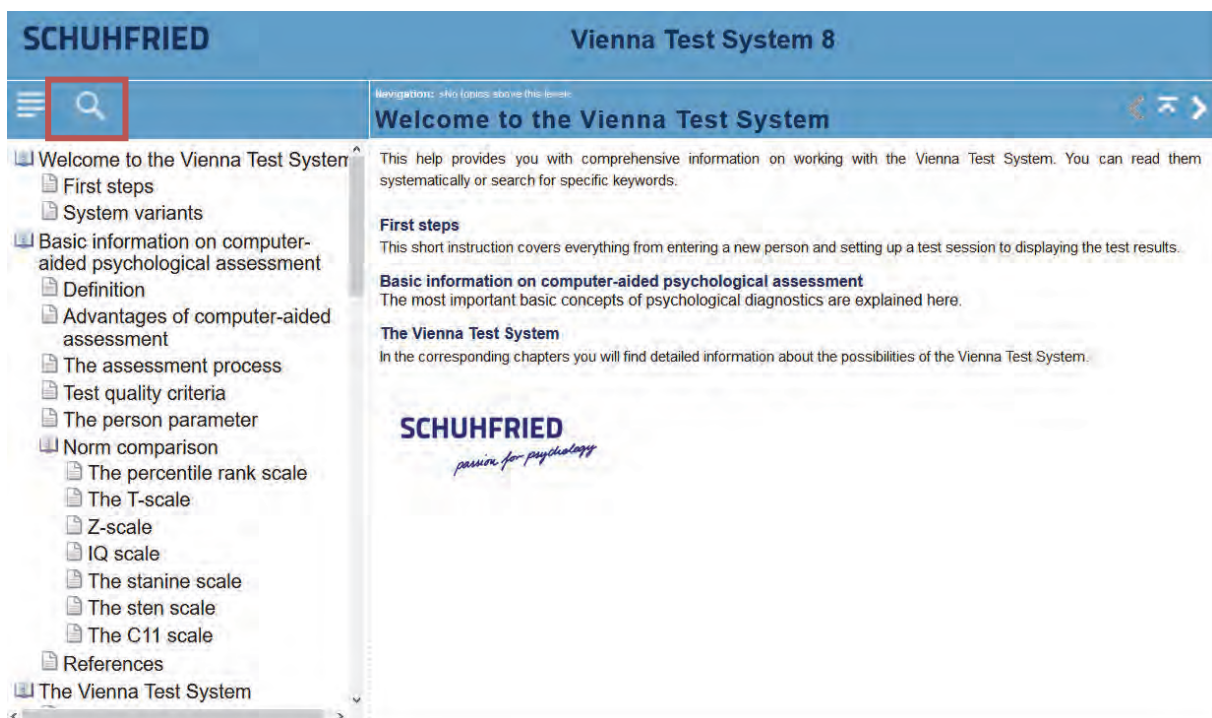 SCHUHFRIED
Vienna Test System 8
Navigation: »No topics above this level«
Welcome to the Vienna Test System
Welcome to the Vienna Test System
First steps
System variants
Basic information on computer-
aided psychological assessment
Definition
Advantages of computer-aided
assessment
The assessment process
Test quality criteria
The person parameter
Norm comparison
The percentile rank scale
The T-scale
Z-scale
IQ scale
The stanine scale
The sten scale
The C11 scale
References
The Vienna Test System
This help provides you with comprehensive information on working with the Vienna Test System. You can read them
systematically or search for specific keywords.
First steps
This short instruction covers everything from entering a new person and setting up a test session to displaying the test results.
Basic information on computer-aided psychological assessment
The most important basic concepts of psychological diagnostics are explained here.
The Vienna Test System
In the corresponding chapters you will find detailed information about the possibilities of the Vienna Test System.
SCHUHFRIED
passion for psychology